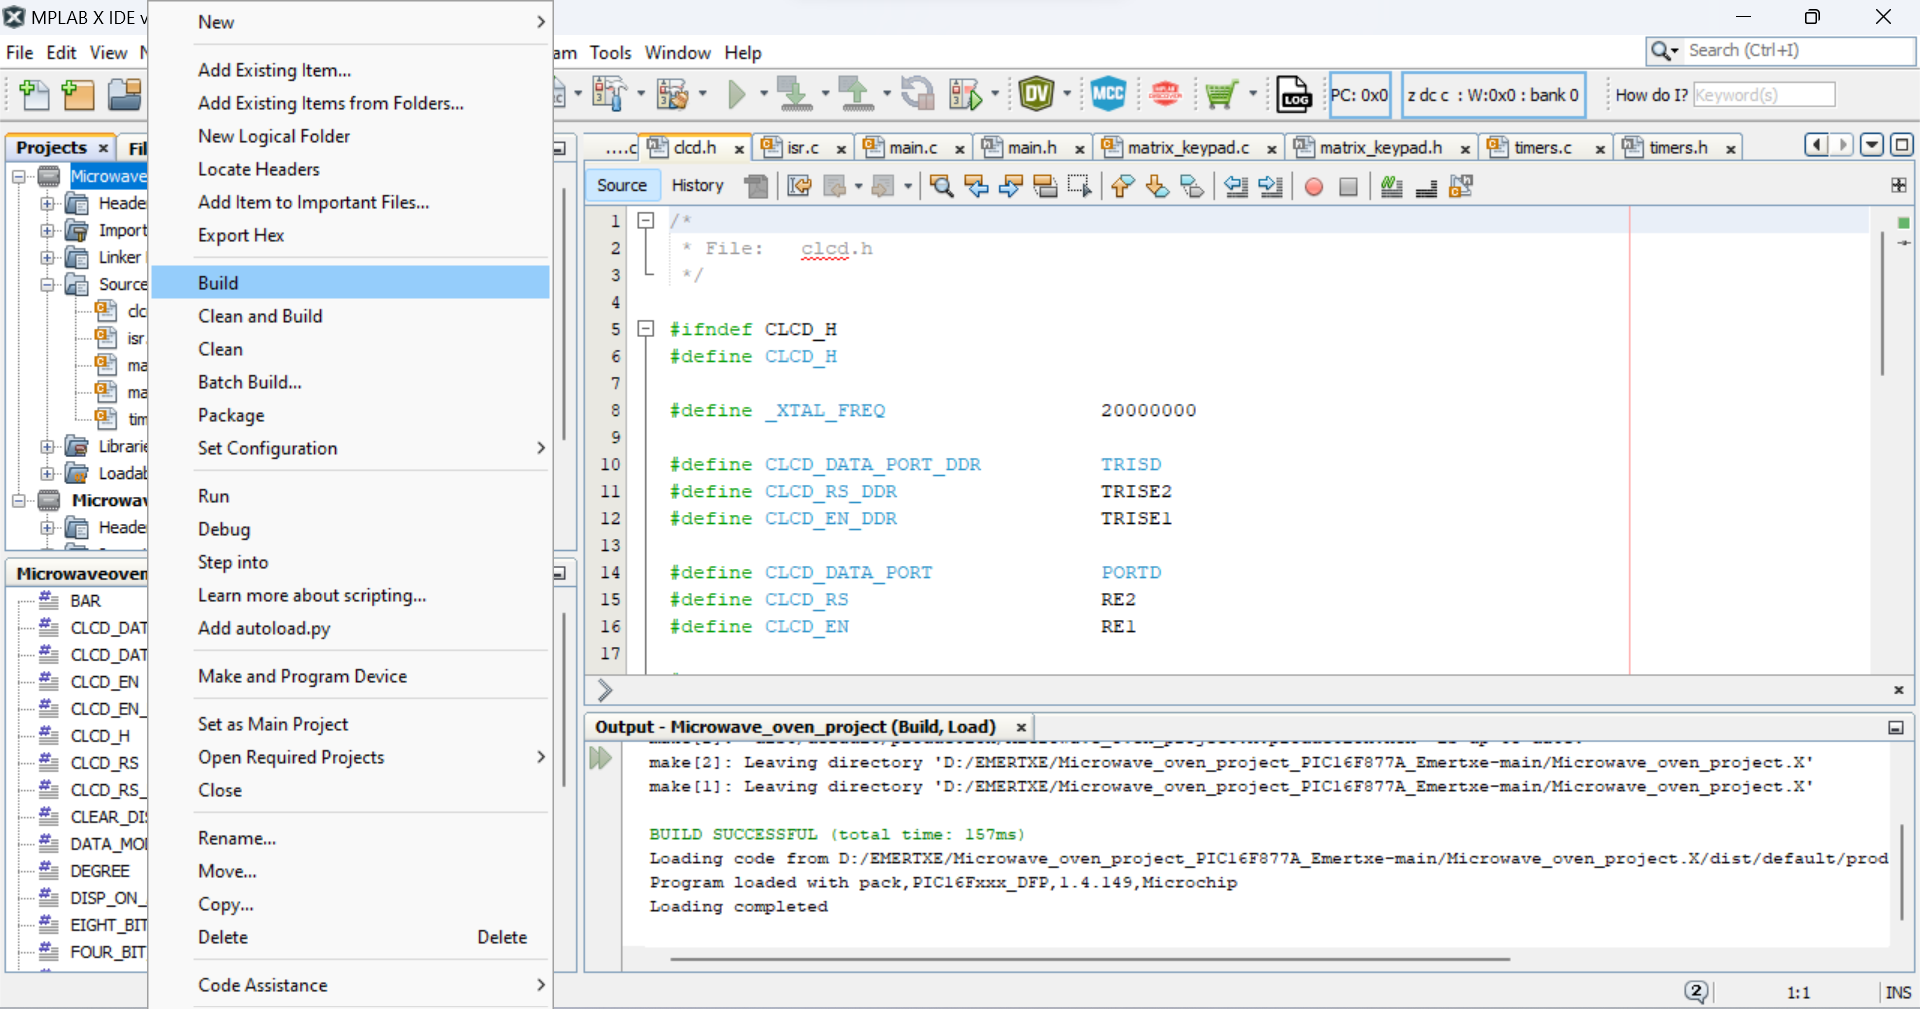 MPLAB X IDE v
File Edit View N
am Tools Window Help
Search (Ctrl+I)
DV
MCC
LOG
PC: 0x0
z dc c : W:0x0 : bank 0
How do I? Keyword(s)
Projects × Fil
Microwave
Heade
Import
Linker
Source
clc
isr.
ma
ma
tim
Librarie
Loadab
Microwav
Heade
Microwaveoven
BAR
CLCD_DAT
CLCD_DAT
CLCD_EN
CLCD_EN_
CLCD_H
CLCD_RS
CLCD_RS_
CLEAR_DIS
DATA_MOD
DEGREE
DISP_ON_
EIGHT_BIT
FOUR_BIT
New
Add Existing Item...
Add Existing Items from Folders...
New Logical Folder
Locate Headers
Add Item to Important Files...
Export Hex
Build
Clean and Build
Clean
Batch Build...
Package
Set Configuration
Run
Debug
Step into
Learn more about scripting...
Add autoload.py
Make and Program Device
Set as Main Project
Open Required Projects
Close
Rename...
Move...
Copy...
Delete Delete
Code Assistance
....c clcd.h × isr.c × main.c × main.h × matrix_keypad.c × matrix_keypad.h × timers.c × timers.h ×
Source History
1 /*
2 * File: clcd.h
3 */
4
5 #ifndef CLCD_H
6 #define CLCD_H
7
8 #define _XTAL_FREQ 20000000
9
10 #define CLCD_DATA_PORT_DDR TRISD
11 #define CLCD_RS_DDR TRISE2
12 #define CLCD_EN_DDR TRISE1
13
14 #define CLCD_DATA_PORT PORTD
15 #define CLCD_RS RE2
16 #define CLCD_EN RE1
17
Output - Microwave_oven_project (Build, Load) ×
make[2]: Leaving directory 'D:/EMERTXE/Microwave_oven_project_PIC16F877A_Emertxe-main/Microwave_oven_project.X'
make[1]: Leaving directory 'D:/EMERTXE/Microwave_oven_project_PIC16F877A_Emertxe-main/Microwave_oven_project.X'
BUILD SUCCESSFUL (total time: 157ms)
Loading code from D:/EMERTXE/Microwave_oven_project_PIC16F877A_Emertxe-main/Microwave_oven_project.X/dist/default/prod
Program loaded with pack,PIC16Fxxx_DFP,1.4.149,Microchip
Loading completed
2 1:1 INS